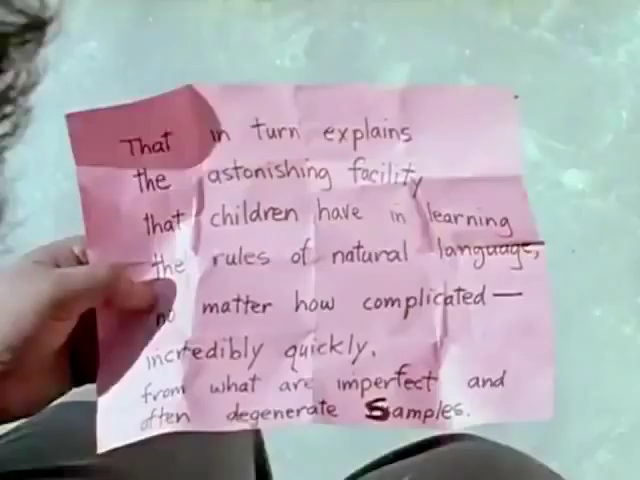 That in turn explains
the astonishing facility
that children have in learning
the rules of natural language,
no matter how complicated—
incredibly quickly.
from what are imperfect and
often degenerate samples.